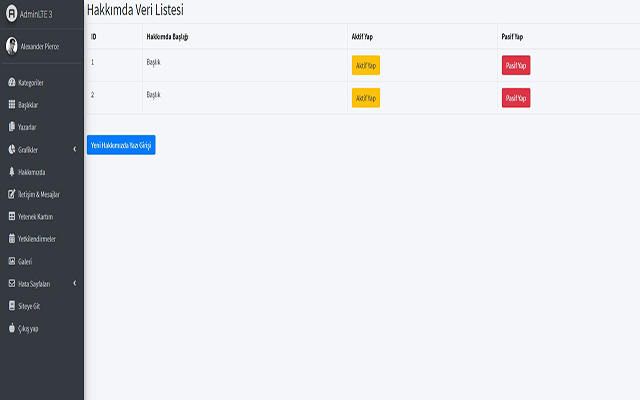 AdminLTE 3
Alexander Pierce
Kategoriler
Başlıklar
Yazarlar
Grafikler
Hakkımızda
İletişim & Mesajlar
Yetenek Kartım
Yetkilendirmeler
Galeri
Hata Sayfaları
Siteye Git
Çıkış yap
Hakkımda Veri Listesi
ID Hakkımda Başlığı Aktif Yap Pasif Yap
1 Başlık Aktif Yap Pasif Yap
2 Başlık Aktif Yap Pasif Yap
Yeni Hakkımızda Yazı Girişi